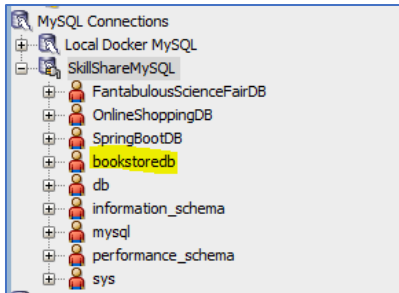 MySQL Connections
Local Docker MySQL
SkillShareMySQL
FantabulousScienceFairDB
OnlineShoppingDB
SpringBootDB
bookstoredb
db
information_schema
mysql
performance_schema
sys